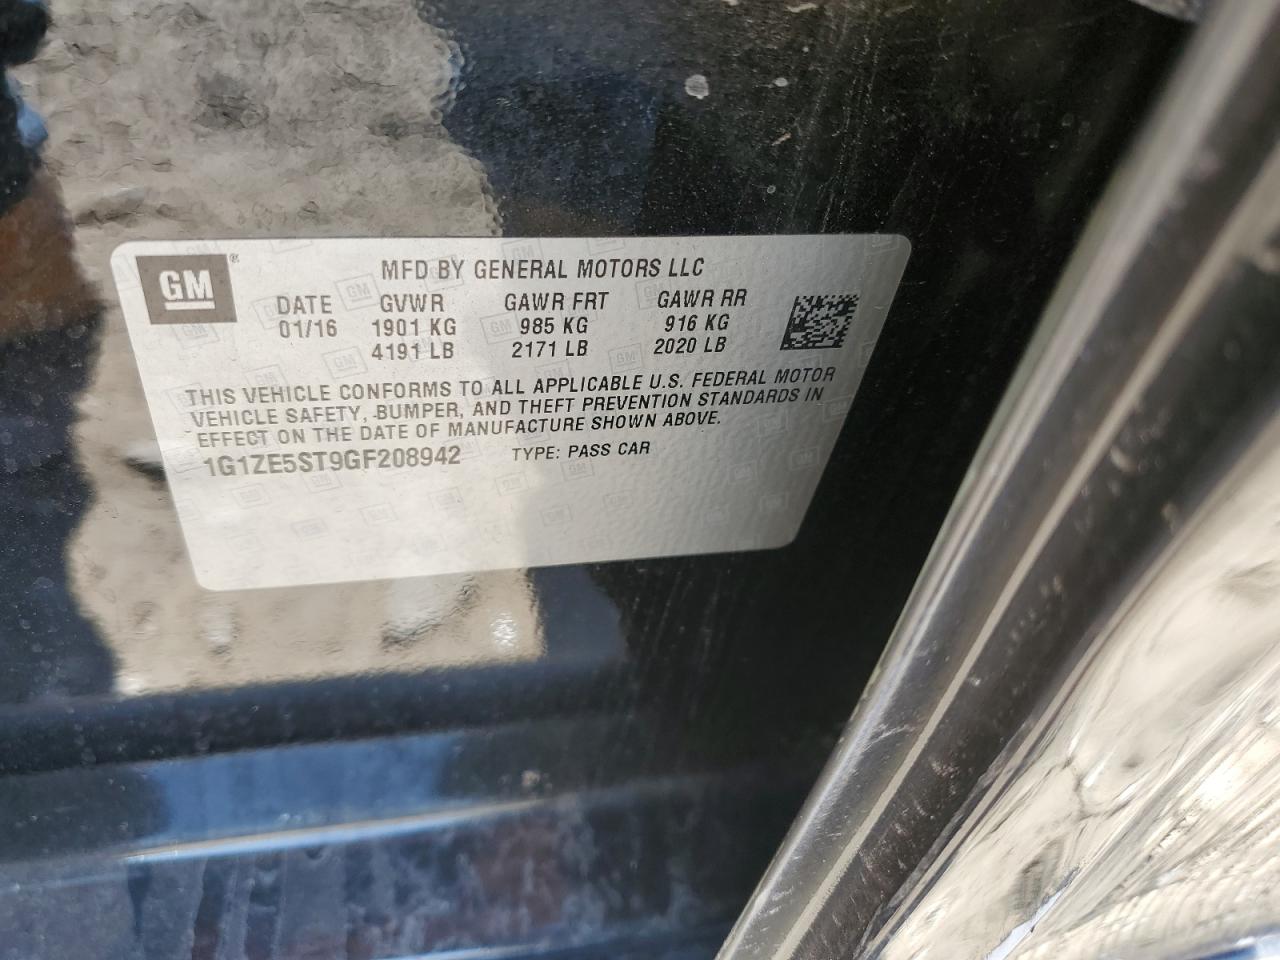 GM ®
MFD BY GENERAL MOTORS LLC
DATE GVWR GAWR FRT GAWR RR
01/16 1901 KG 985 KG 916 KG
4191 LB 2171 LB 2020 LB
THIS VEHICLE CONFORMS TO ALL APPLICABLE U.S. FEDERAL MOTOR
VEHICLE SAFETY, BUMPER, AND THEFT PREVENTION STANDARDS IN
EFFECT ON THE DATE OF MANUFACTURE SHOWN ABOVE.
1G1ZE5ST9GF208942 TYPE: PASS CAR